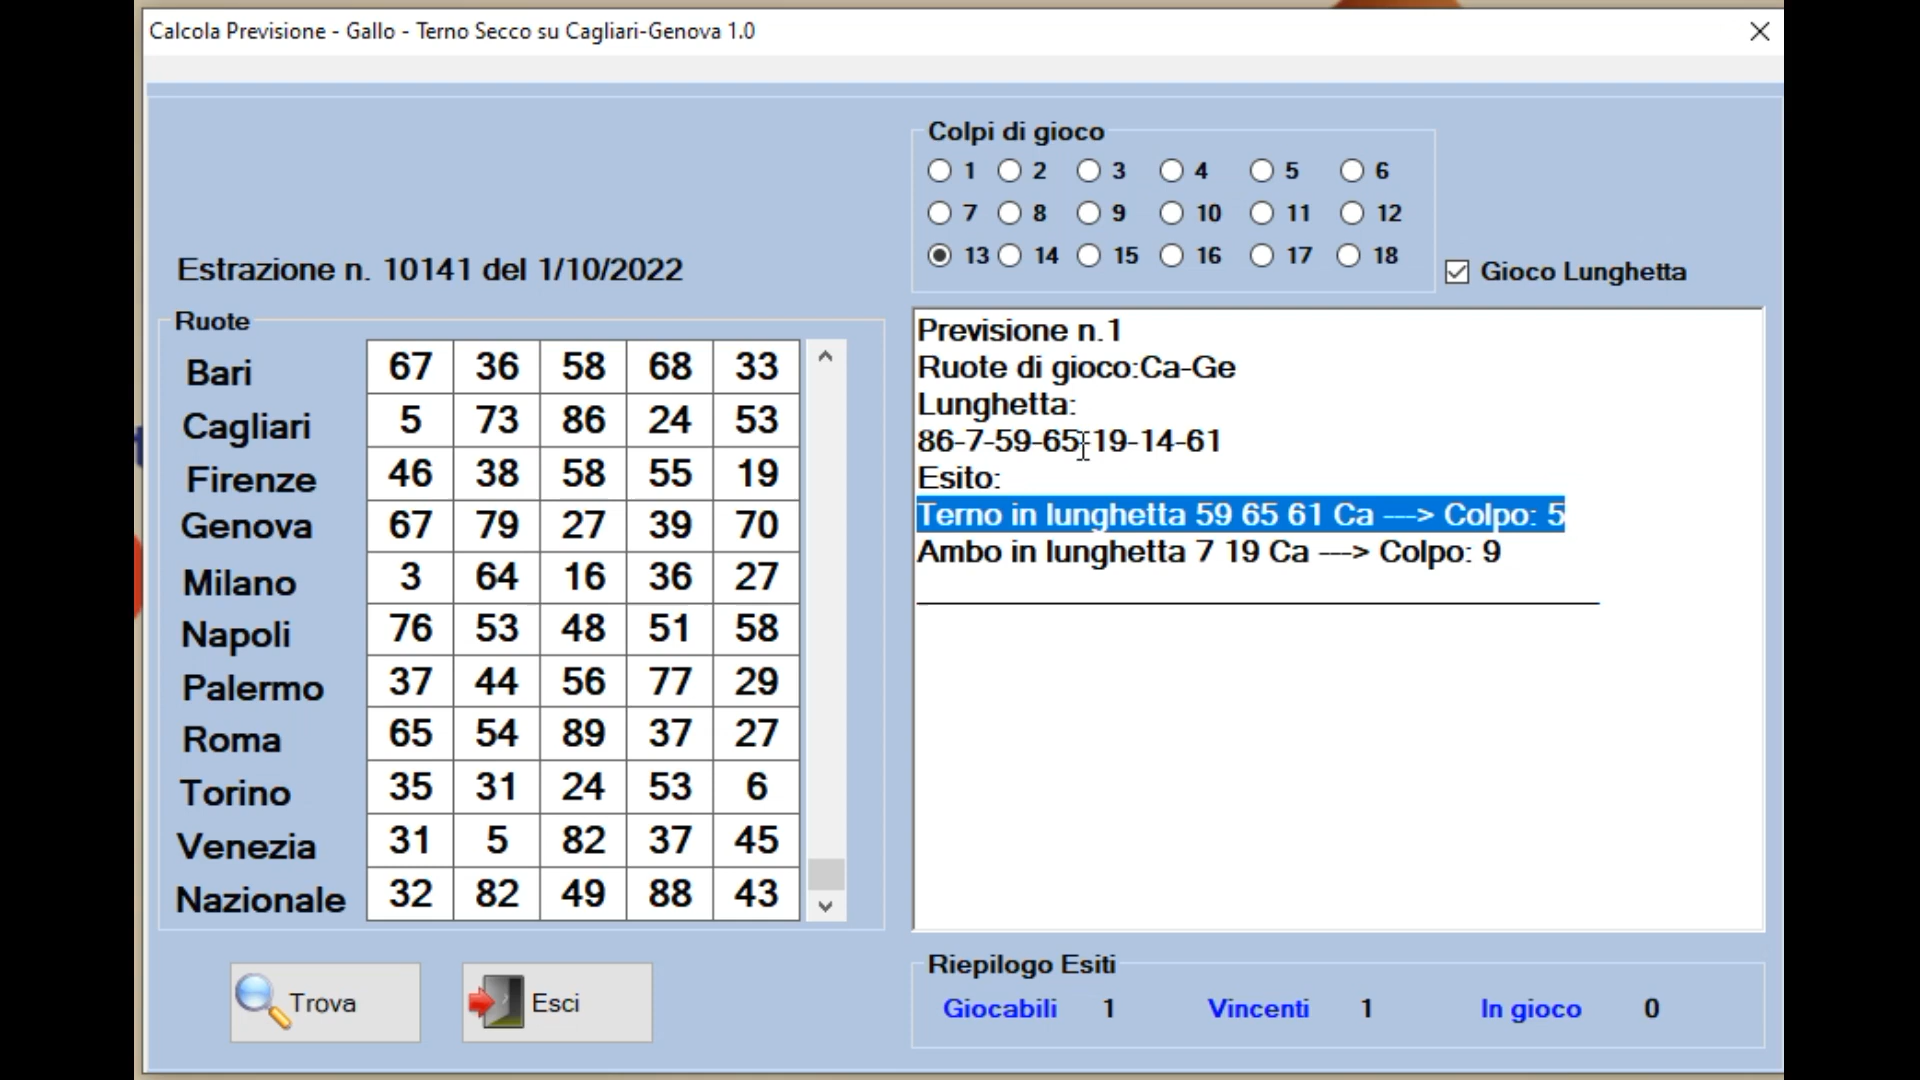 Calcola Previsione - Gallo - Terno Secco su Cagliari-Genova 1.0
Colpi di gioco
1 2 3 4 5 6
7 8 9 10 11 12
13 14 15 16 17 18
Gioco Lunghetta
Estrazione n. 10141 del 1/10/2022
Ruote
Bari 67 36 58 68 33
Cagliari 5 73 86 24 53
Firenze 46 38 58 55 19
Genova 67 79 27 39 70
Milano 3 64 16 36 27
Napoli 76 53 48 51 58
Palermo 37 44 56 77 29
Roma 65 54 89 37 27
Torino 35 31 24 53 6
Venezia 31 5 82 37 45
Nazionale 32 82 49 88 43
Previsione n.1
Ruote di gioco:Ca-Ge
Lunghetta:
86-7-59-65-19-14-61
Esito:
Terno in lunghetta 59 65 61 Ca ---> Colpo: 5
Ambo in lunghetta 7 19 Ca ---> Colpo: 9
Trova
Esci
Riepilogo Esiti
Giocabili 1 Vincenti 1 In gioco 0